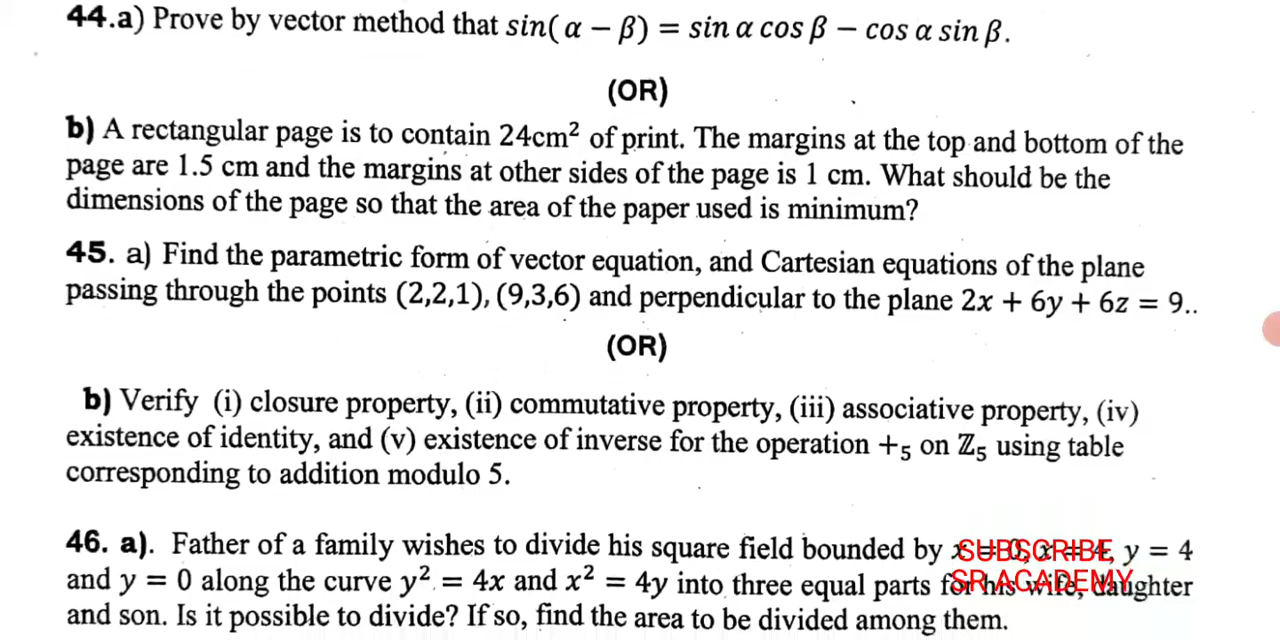 44.a) Prove by vector method that sin( α − β) = sin α cos β − cos α sin β.
(OR)
b) A rectangular page is to contain 24cm² of print. The margins at the top and bottom of the
page are 1.5 cm and the margins at other sides of the page is 1 cm. What should be the
dimensions of the page so that the area of the paper used is minimum?
45. a) Find the parametric form of vector equation, and Cartesian equations of the plane
passing through the points (2,2,1), (9,3,6) and perpendicular to the plane 2x + 6y + 6z = 9..
(OR)
b) Verify (i) closure property, (ii) commutative property, (iii) associative property, (iv)
existence of identity, and (v) existence of inverse for the operation +₅ on ℤ₅ using table
corresponding to addition modulo 5.
46. a). Father of a family wishes to divide his square field bounded by SUBSCRIBE, y = 4
and y = 0 along the curve y² = 4x and x² = 4y into three equal parts for his wife, daughter
SR ACADEMY
and son. Is it possible to divide? If so, find the area to be divided among them.